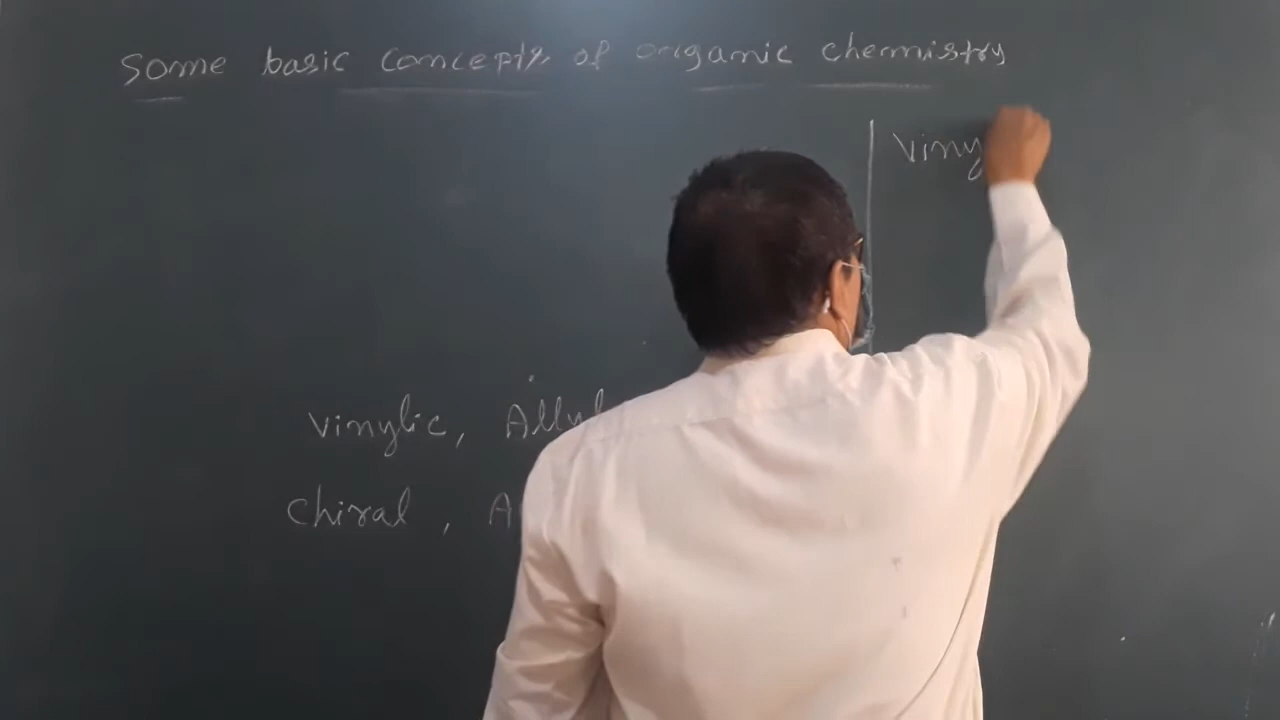 Some basic concepts of organic chemistry
Viny
Vinylic, Allyl
Chiral, A